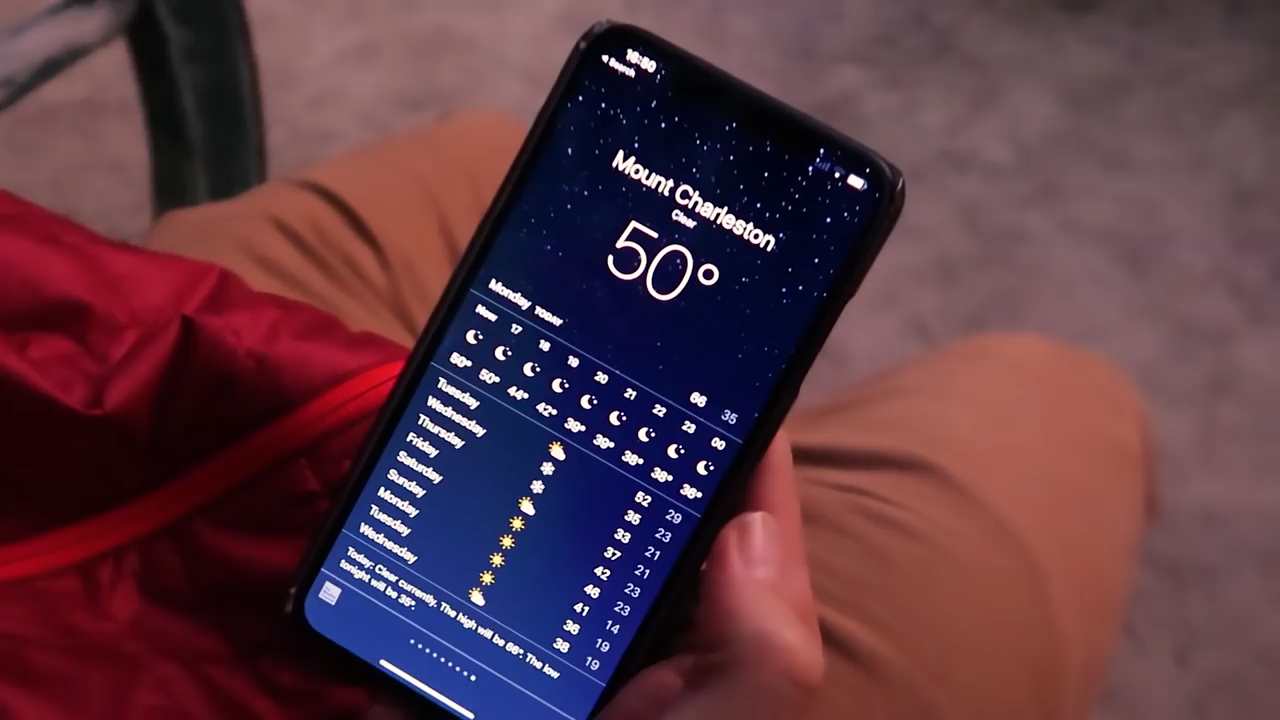 16:50
Search
Mount Charleston
Clear
50°
Monday TODAY 66 35
Now 17 18 19 20 21 22 23 00
50° 50° 44° 42° 39° 39° 38° 38° 36°
Tuesday 52 29
Wednesday 35 23
Thursday 33 21
Friday 37 21
Saturday 42 23
Sunday 46 23
Monday 41 14
Tuesday 36 19
Wednesday 38 19
Today: Clear currently. The high will be 66°. The low
tonight will be 35°.